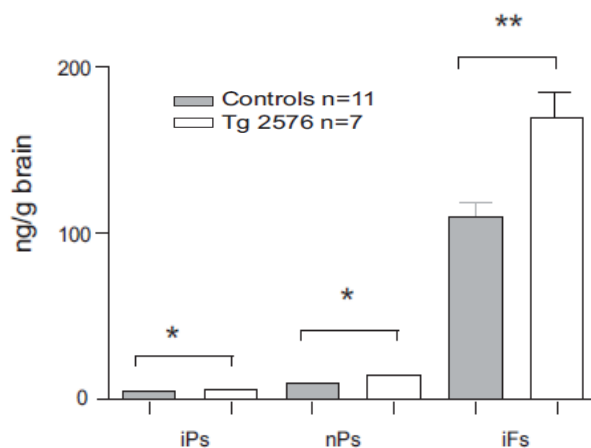 **
200
Controls n=11
Tg 2576 n=7
ng/g brain
100
*
*
0
iPs nPs iFs